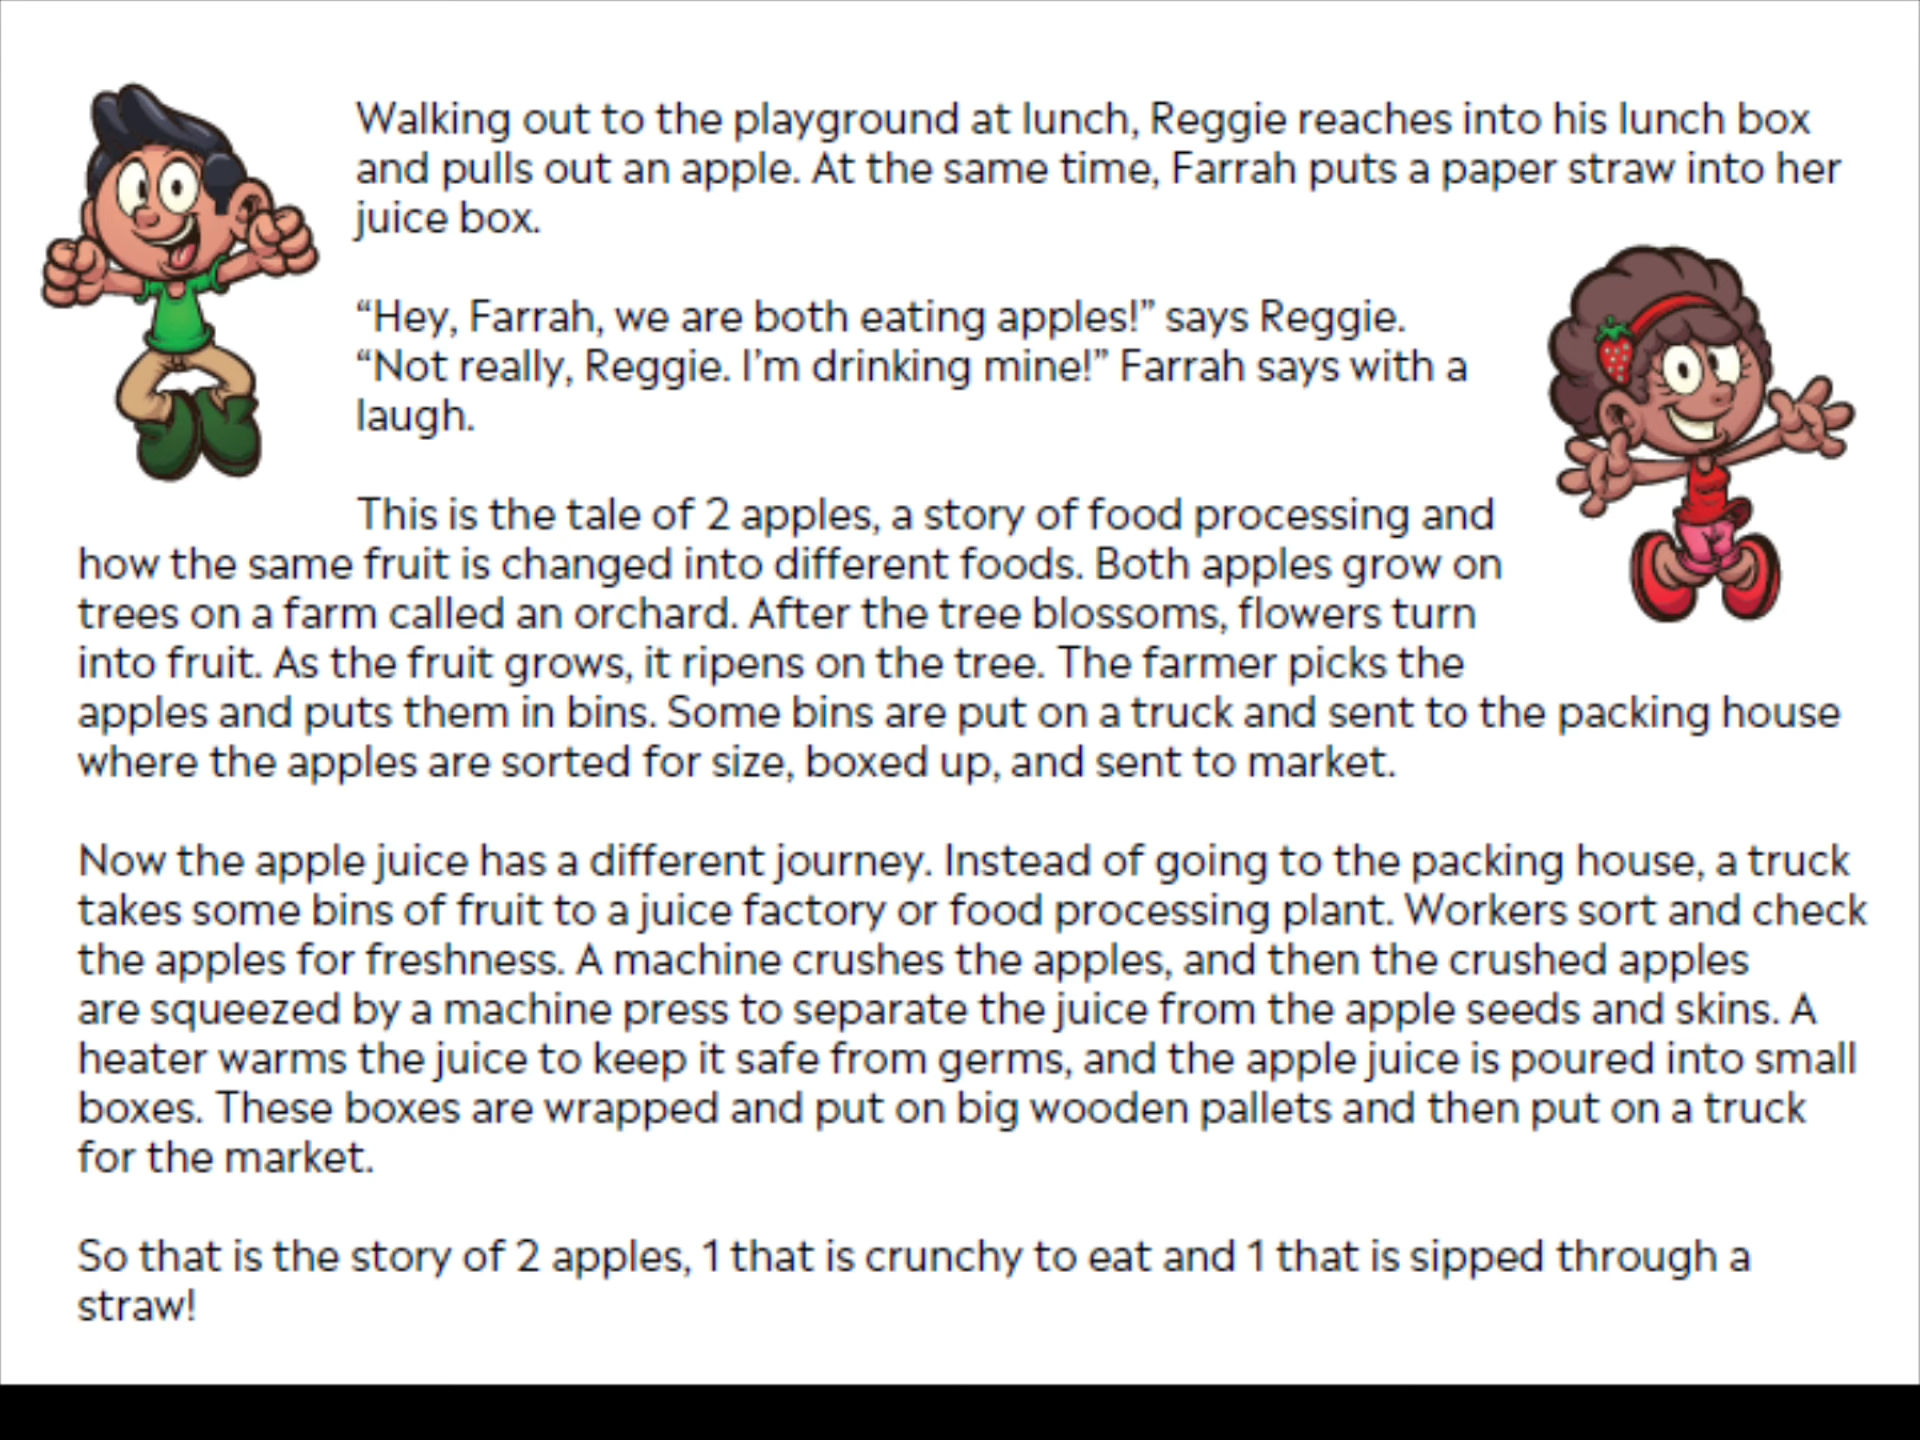 Walking out to the playground at lunch, Reggie reaches into his lunch box
and pulls out an apple. At the same time, Farrah puts a paper straw into her
juice box.
“Hey, Farrah, we are both eating apples!” says Reggie.
“Not really, Reggie. I’m drinking mine!” Farrah says with a
laugh.
This is the tale of 2 apples, a story of food processing and
how the same fruit is changed into different foods. Both apples grow on
trees on a farm called an orchard. After the tree blossoms, flowers turn
into fruit. As the fruit grows, it ripens on the tree. The farmer picks the
apples and puts them in bins. Some bins are put on a truck and sent to the packing house
where the apples are sorted for size, boxed up, and sent to market.
Now the apple juice has a different journey. Instead of going to the packing house, a truck
takes some bins of fruit to a juice factory or food processing plant. Workers sort and check
the apples for freshness. A machine crushes the apples, and then the crushed apples
are squeezed by a machine press to separate the juice from the apple seeds and skins. A
heater warms the juice to keep it safe from germs, and the apple juice is poured into small
boxes. These boxes are wrapped and put on big wooden pallets and then put on a truck
for the market.
So that is the story of 2 apples, 1 that is crunchy to eat and 1 that is sipped through a
straw!